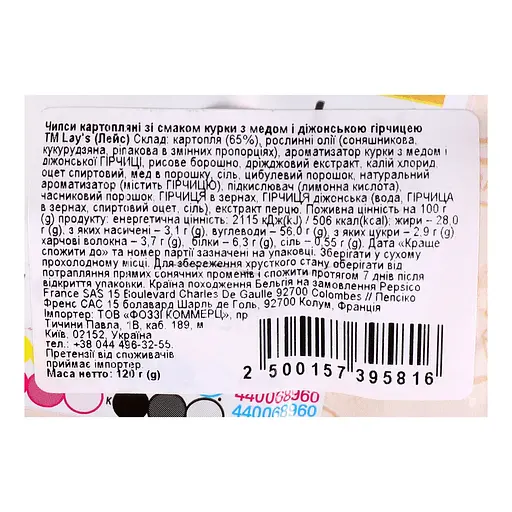 Чипси картопляні зі смаком курки з медом і діжонською гірчицею
ТМ Lay's (Лейс) Склад: картопля (65%), рослинні олії (соняшникова,
кукурудзяна, ріпакова в змінних пропорціях), ароматизатор курки з медом і
діжонської ГІРЧИЦІ, рисове борошно, дріжджовий екстракт, калій хлорид,
оцет спиртовий, мед в порошку, сіль, цибулевий порошок, натуральний
ароматизатор (містить ГІРЧИЦЮ), підкислювач (лимонна кислота),
часниковий порошок, ГІРЧИЦЯ в зернах, ГІРЧИЦЯ діжонська (вода, ГІРЧИЦА
в зернах, спиртовий оцет, сіль), екстракт перцю. Поживна цінність на 100 г
(g) продукту: енергетична цінність: 2115 кДж(kJ) / 506 ккал(kcal): жири – 28,0
г (g), з яких насичені – 3,1 г (g), вуглеводи – 56,0 г (g), з яких цукри – 2,9 г (g)
харчові волокна – 3,7 г (g), білки – 6,3 г (g), сіль – 0,55 г (g). Дата «Краще
спожити до» та номер партії зазначені на упаковці. Зберігати у сухому
прохолодному місці. Для збереження хрусткого стану оберігати від
потрапляння прямих сонячних променів і спожити протягом 7 днів після
відкриття упаковки. Країна походження Бельгія на замовлення Pepsico
France SAS 15 Boulevard Charles De Gaulle 92700 Colombes // Пепсіко
Френс САС 15 болавард Шарль де Голь, 92700 Колум, Франція
Імпортер: ТОВ «ФОЗЗІ КОММЕРЦ», пр
Тичини Павла, 1В, каб. 189, м
Київ, 02152, Україна
тел.: +38 044 496-32-55.
Претензії від споживачів
приймає імпортер
Маса нетто: 120 г (g)
2 500157 395816
К
440068960
440068960